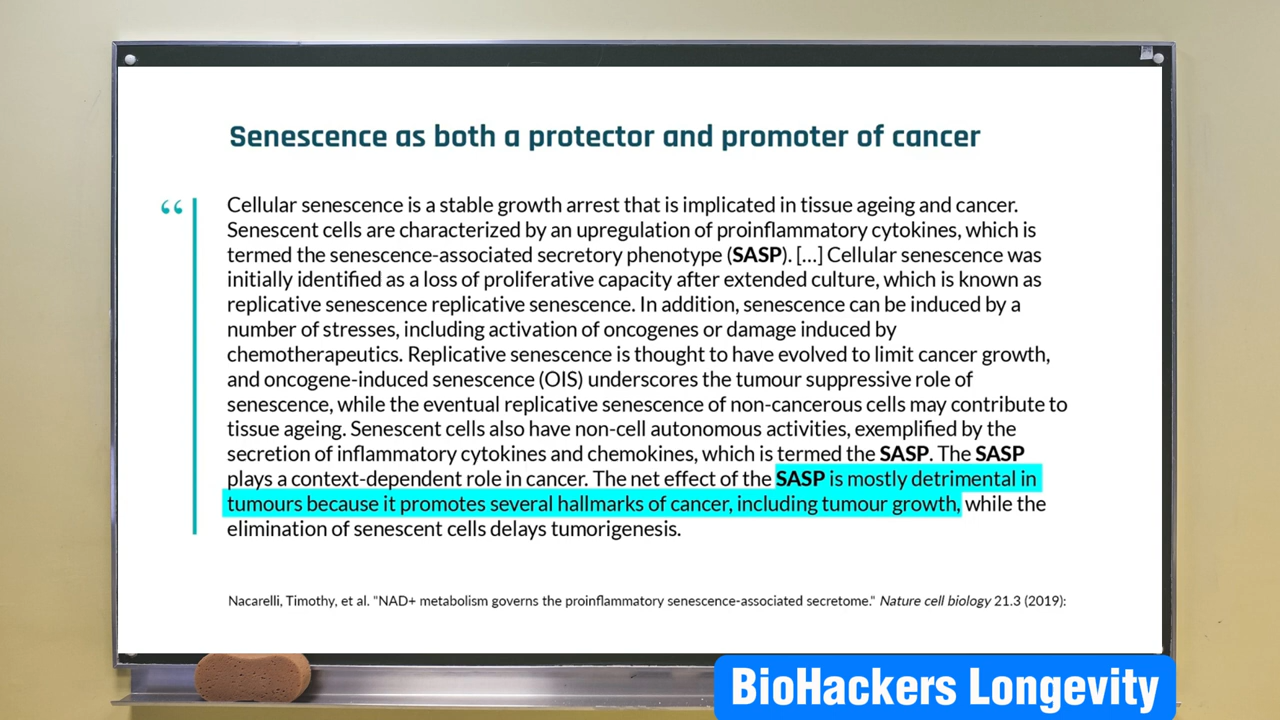 Senescence as both a protector and promoter of cancer
“
Cellular senescence is a stable growth arrest that is implicated in tissue ageing and cancer.
Senescent cells are characterized by an upregulation of proinflammatory cytokines, which is
termed the senescence-associated secretory phenotype (SASP). [...] Cellular senescence was
initially identified as a loss of proliferative capacity after extended culture, which is known as
replicative senescence replicative senescence. In addition, senescence can be induced by a
number of stresses, including activation of oncogenes or damage induced by
chemotherapeutics. Replicative senescence is thought to have evolved to limit cancer growth,
and oncogene-induced senescence (OIS) underscores the tumour suppressive role of
senescence, while the eventual replicative senescence of non-cancerous cells may contribute to
tissue ageing. Senescent cells also have non-cell autonomous activities, exemplified by the
secretion of inflammatory cytokines and chemokines, which is termed the SASP. The SASP
plays a context-dependent role in cancer. The net effect of the SASP is mostly detrimental in
tumours because it promotes several hallmarks of cancer, including tumour growth, while the
elimination of senescent cells delays tumorigenesis.
Nacarelli, Timothy, et al. "NAD+ metabolism governs the proinflammatory senescence-associated secretome." Nature cell biology 21.3 (2019):
BioHackers Longevity